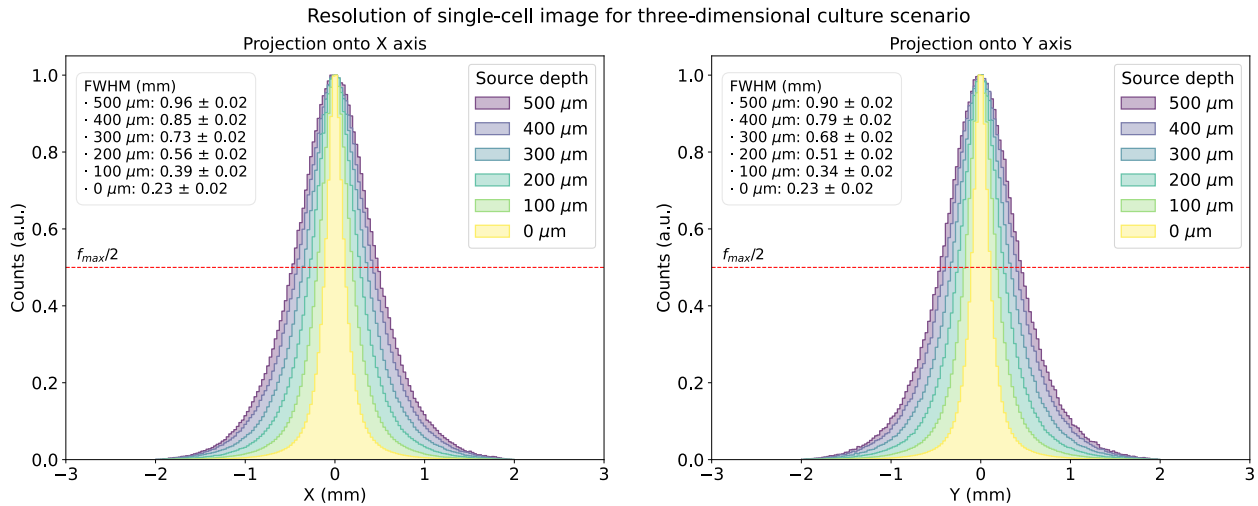 Resolution of single-cell image for three-dimensional culture scenario
Projection onto X axis
FWHM (mm)
· 500 μm: 0.96 ± 0.02
· 400 μm: 0.85 ± 0.02
· 300 μm: 0.73 ± 0.02
· 200 μm: 0.56 ± 0.02
· 100 μm: 0.39 ± 0.02
· 0 μm: 0.23 ± 0.02
Source depth
500 μm
400 μm
300 μm
200 μm
100 μm
0 μm
f_max/2
Counts (a.u.)
1.0
0.8
0.6
0.4
0.2
0.0
−3 −2 −1 0 1 2 3
X (mm)
Projection onto Y axis
FWHM (mm)
· 500 μm: 0.90 ± 0.02
· 400 μm: 0.79 ± 0.02
· 300 μm: 0.68 ± 0.02
· 200 μm: 0.51 ± 0.02
· 100 μm: 0.34 ± 0.02
· 0 μm: 0.23 ± 0.02
Source depth
500 μm
400 μm
300 μm
200 μm
100 μm
0 μm
f_max/2
Counts (a.u.)
1.0
0.8
0.6
0.4
0.2
0.0
−3 −2 −1 0 1 2 3
Y (mm)